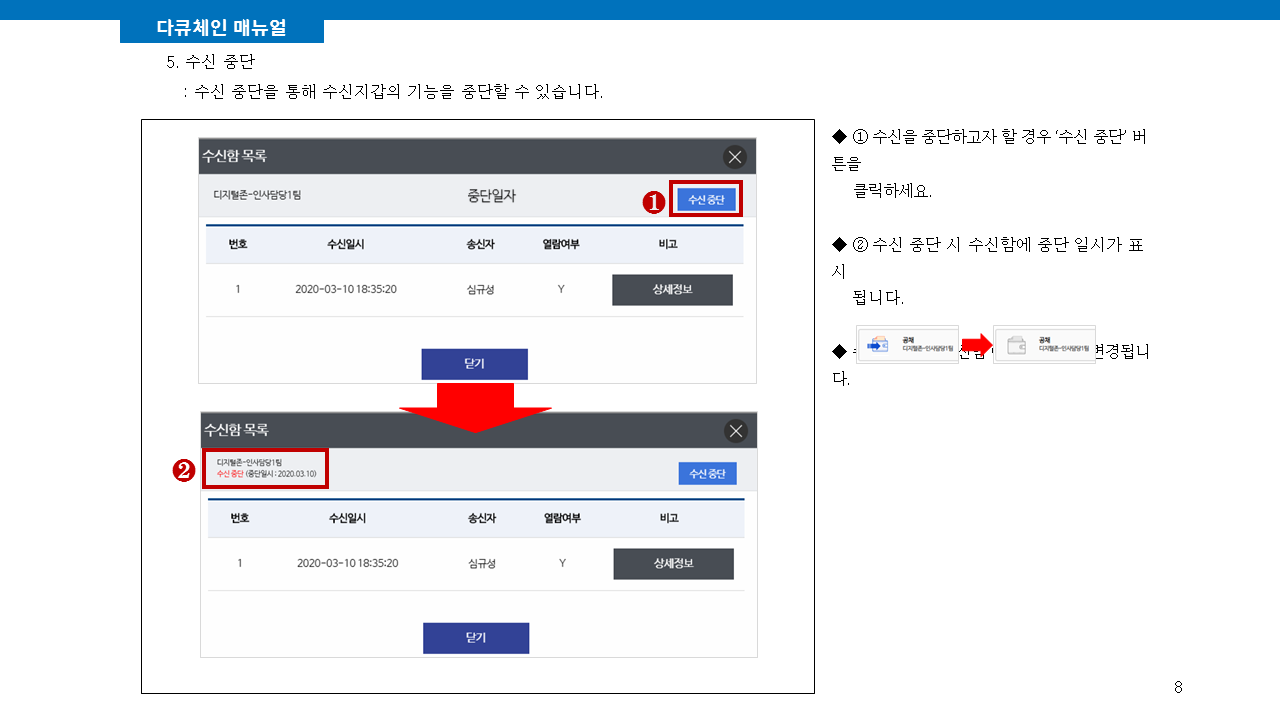 다큐체인 매뉴얼
5. 수신 중단
: 수신 중단을 통해 수신지갑의 기능을 중단할 수 있습니다.
수신함 목록
디지털존-인사담당1팀
중단일자
❶
수신 중단
번호 수신일시 송신자 열람여부 비고
1 2020-03-10 18:35:20 심규성 Y 상세정보
닫기
수신함 목록
❷
디지털존-인사담당1팀
수신 중단 (중단일시 : 2020.03.10)
수신 중단
번호 수신일시 송신자 열람여부 비고
1 2020-03-10 18:35:20 심규성 Y 상세정보
닫기
◆ ① 수신을 중단하고자 할 경우 ‘수신 중단’ 버
튼을
클릭하세요.
◆ ② 수신 중단 시 수신함에 중단 일시가 표
시
됩니다.
공채
디지털존-인사담당1팀
공채
디지털존-인사담당1팀
◆ 변경됩니
다.
8